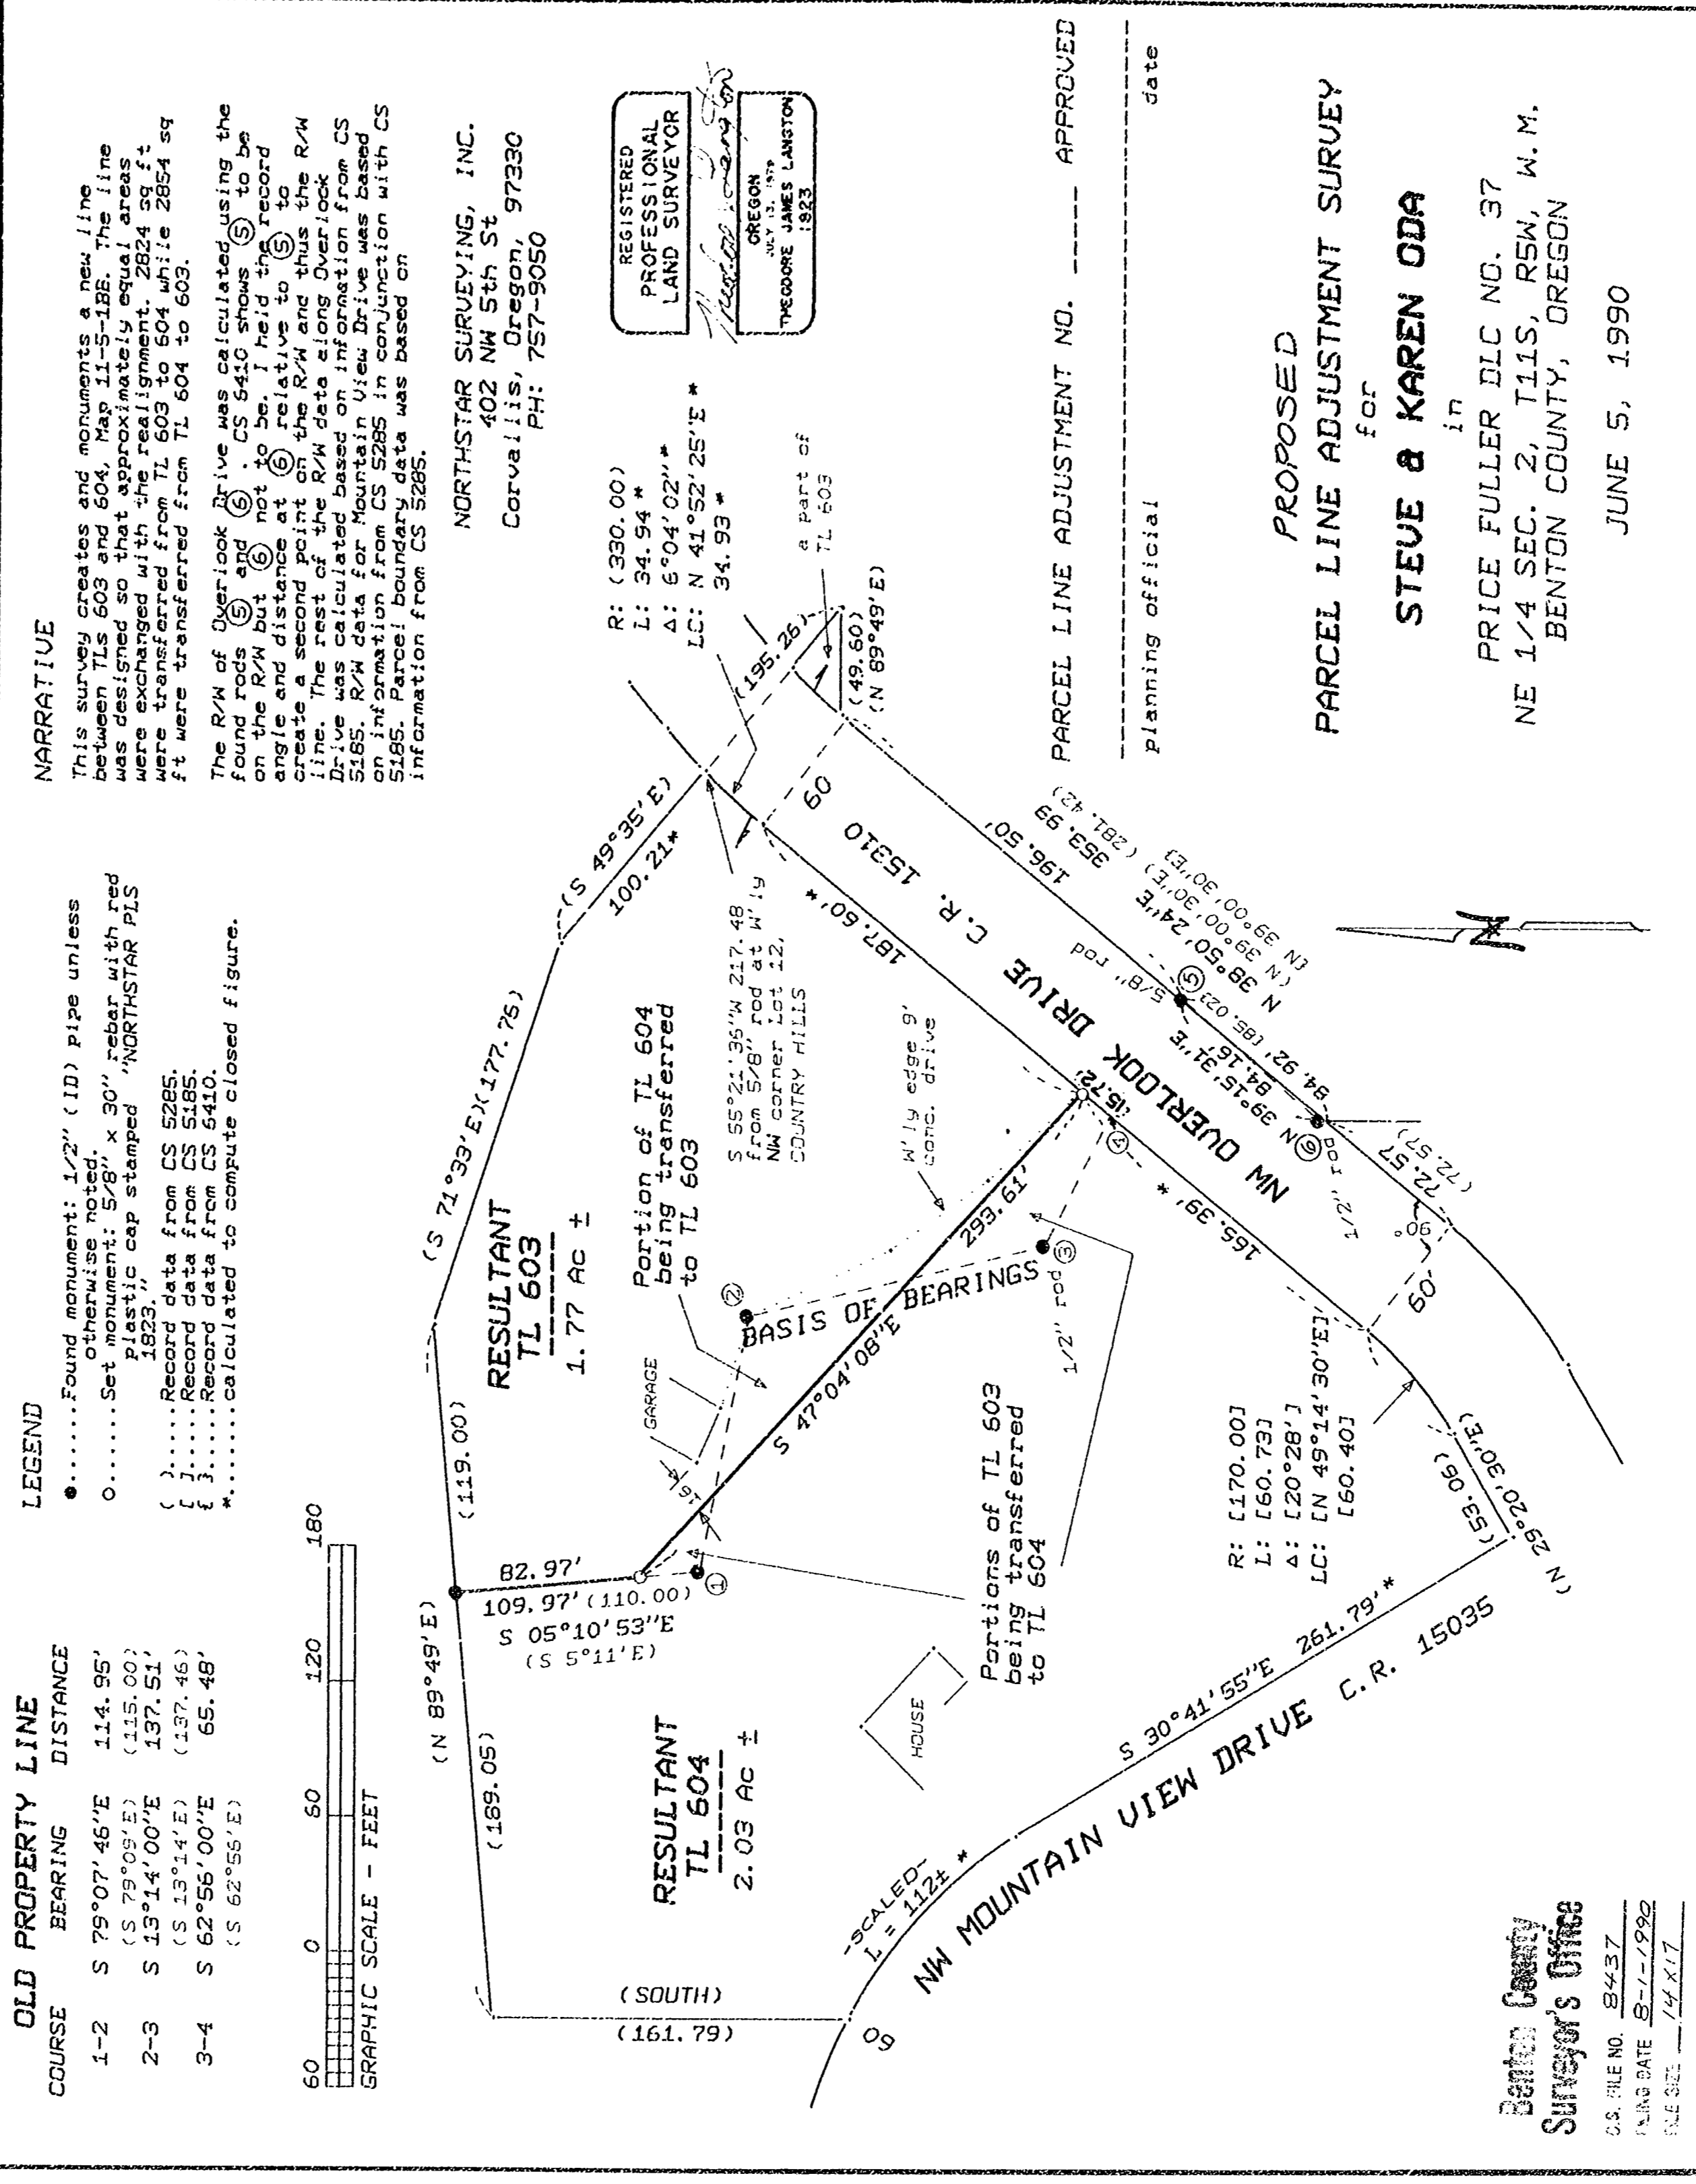 OLD PROPERTY LINE
COURSE BEARING DISTANCE
1-2 S 79°07'46"E 114.95'
(S 79°09'E) (115.00)
2-3 S 13°14'00"E 137.51'
(S 13°14'E) (137.46)
3-4 S 62°56'00"E 65.48'
(S 62°56'E)
60 0 60 120 180
GRAPHIC SCALE - FEET
LEGEND
●......Found monument: 1/2" (ID) pipe unless
otherwise noted.
o......Set monument: 5/8" x 30" rebar with red
plastic cap stamped "NORTHSTAR PLS
1823."
( ).....Record data from CS 5285.
[ ].....Record data from CS 5185.
{ }.....Record data from CS 6410.
*.......calculated to compute closed figure.
NARRATIVE
This survey creates and monuments a new line
between TLs 603 and 604, Map 11-5-1BE. The line
was designed so that approximately equal areas
were exchanged with the realignment. 2824 sq ft
were transferred from TL 603 to 604 while 2854 sq
ft were transferred from TL 604 to 603.
The R/W of Overlook Drive was calculated using the
found rods 5 and 6 . CS 6410 shows 5 to be
on the R/W but 6 not to be. I held the record
angle and distance at 6 relative to 5 to
create a second point on the R/W and thus the R/W
line. The rest of the R/W data along Overlook
Drive was calculated based on information from CS
5185. R/W data for Mountain View Drive was based
on information from CS 5285 in conjunction with CS
5185. Parcel boundary data was based on
information from CS 5285.
NORTHSTAR SURVEYING, INC.
402 NW 5th St
Corvallis, Oregon, 97330
PH: 757-9050
REGISTERED
PROFESSIONAL
LAND SURVEYOR
OREGON
JULY 13, 1979
THEODORE JAMES LANGSTON
1823
(N 89°49'E)
(189.05)
(119.00)
(S 71°33'E)(177.76)
(S 49°35'E)
100.21*
(195.26)
82.97'
109.97' (110.00)
S 05°10'53"E
(S 5°11'E)
1
2
1/2" rod 3
4
RESULTANT
TL 603
1.77 Ac ±
RESULTANT
TL 604
2.03 Ac ±
GARAGE
16'
HOUSE
Portion of TL 604
being transferred
to TL 603
S 55°21'36"W 217.48
from 5/8" rod at W'ly
NW corner Lot 12,
COUNTRY HILLS
W'ly edge 9'
conc. drive
BASIS OF BEARINGS
S 47°04'08"E
293.61'
Portions of TL 603
being transferred
to TL 604
R: (330.00)
L: 34.94 *
Δ: 6°04'02"*
LC: N 41°52'25"E *
34.93 *
a part of
TL 603
(49.60)
(N 89°49'E)
60
187.60'*
NW OVERLOOK DRIVE C.R. 15310
196.50'
353.99 (281.42)
N 38°50'24"E
(N 39°00'30"E)
[N 39°00'30"E]
5/8" rod 5
N 39°15'31"E
84.16'
84.92' {85.02}
6
1/2" rod
72.57
(72.57)
90°
60
15.72'
165.39' *
R: [170.00]
L: [60.73]
Δ: [20°28']
LC: [N 49°14'30"E]
[60.40]
(53.06)
(N 29°20'30"E)
S 30°41'55"E 261.79'*
NW MOUNTAIN VIEW DRIVE C.R. 15035
-SCALED-
L = 112± *
(SOUTH)
(161.79)
60
N
PARCEL LINE ADJUSTMENT NO. ---- APPROVED
planning official date
PROPOSED
PARCEL LINE ADJUSTMENT SURVEY
for
STEVE & KAREN ODA
in
PRICE FULLER DLC NO. 37
NE 1/4 SEC. 2, T11S, R5W, W.M.
BENTON COUNTY, OREGON
JUNE 5, 1990
Benton County
Surveyor's Office
C.S. FILE NO. 8437
FILING DATE 8-1-1990
FILE SIZE 14 X 17